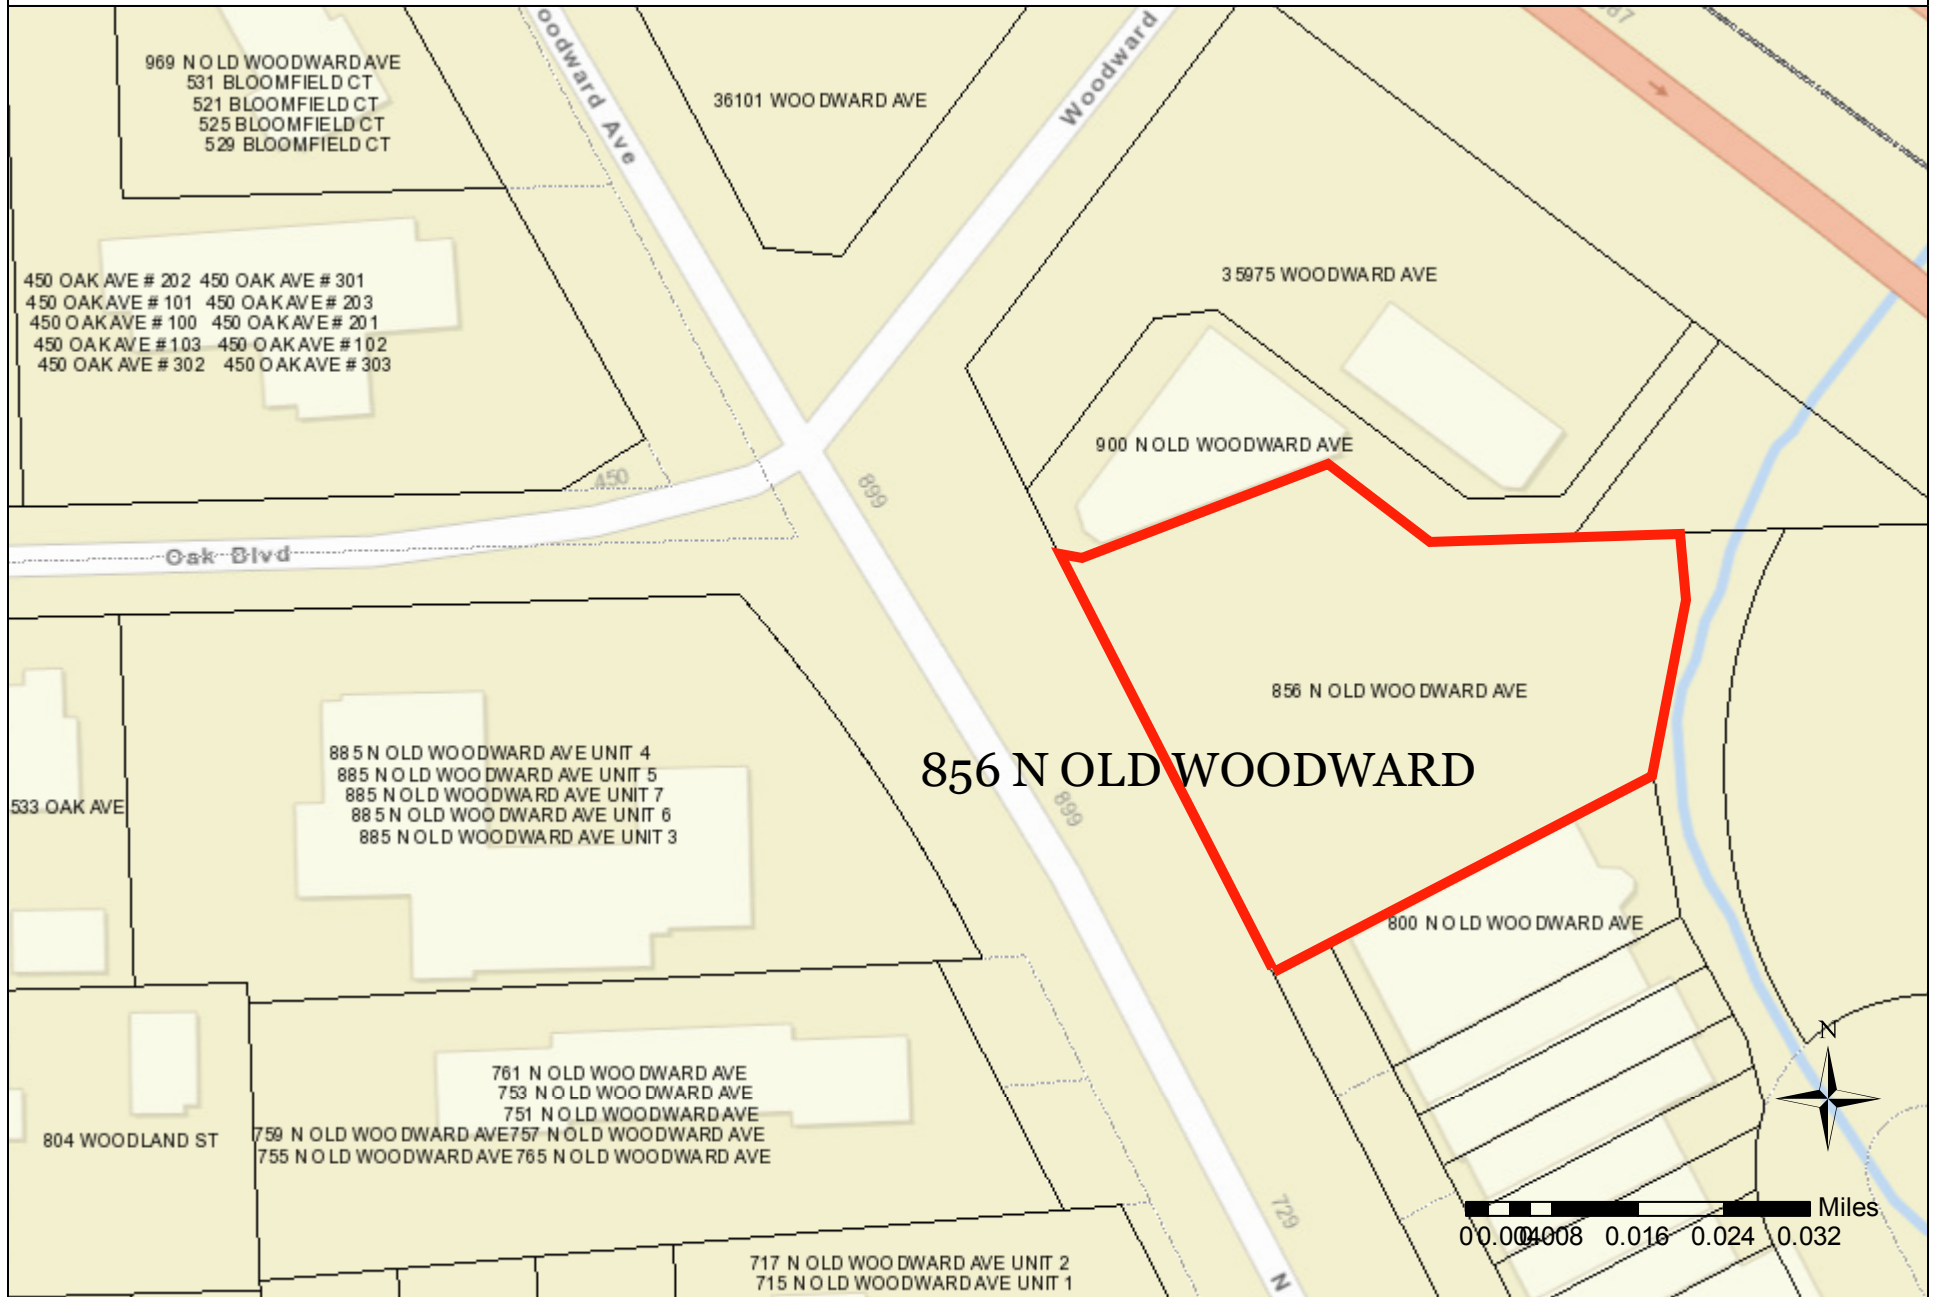 oodward Ave
Woodward
987
969 N OLD WOODWARD AVE
531 BLOOMFIELD CT
521 BLOOMFIELD CT
525 BLOOMFIELD CT
529 BLOOMFIELD CT
36101 WOODWARD AVE
35975 WOODWARD AVE
450 OAK AVE # 202 450 OAK AVE # 301
450 OAK AVE # 101 450 OAK AVE # 203
450 OAK AVE # 100 450 OAK AVE # 201
450 OAK AVE # 103 450 OAK AVE # 102
450 OAK AVE # 302 450 OAK AVE # 303
900 N OLD WOODWARD AVE
450
899
Oak Blvd
856 N OLD WOODWARD AVE
856 N OLD WOODWARD
885 N OLD WOODWARD AVE UNIT 4
885 N OLD WOODWARD AVE UNIT 5
885 N OLD WOODWARD AVE UNIT 7
885 N OLD WOODWARD AVE UNIT 6
885 N OLD WOODWARD AVE UNIT 3
533 OAK AVE
899
800 N OLD WOODWARD AVE
N
761 N OLD WOODWARD AVE
753 N OLD WOODWARD AVE
751 N OLD WOODWARD AVE
759 N OLD WOODWARD AVE 757 N OLD WOODWARD AVE
755 N OLD WOODWARD AVE 765 N OLD WOODWARD AVE
804 WOODLAND ST
729
N
Miles
0 0.004 0.008 0.016 0.024 0.032
717 N OLD WOODWARD AVE UNIT 2
715 N OLD WOODWARD AVE UNIT 1